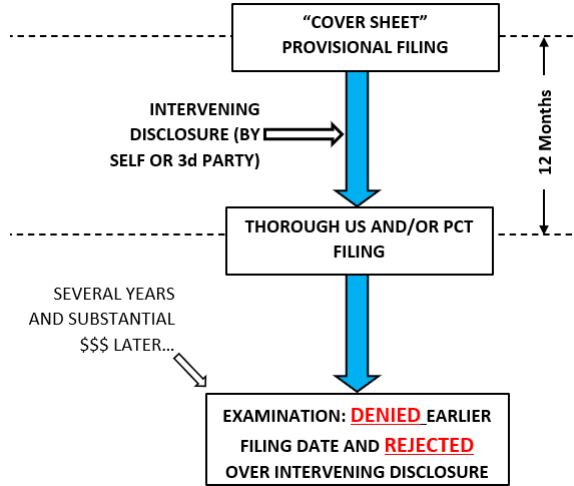 “COVER SHEET”
PROVISIONAL FILING
INTERVENING
DISCLOSURE (BY
SELF OR 3d PARTY)
12 Months
THOROUGH US AND/OR PCT
FILING
SEVERAL YEARS
AND SUBSTANTIAL
$$$ LATER…
EXAMINATION: DENIED EARLIER
FILING DATE AND REJECTED
OVER INTERVENING DISCLOSURE